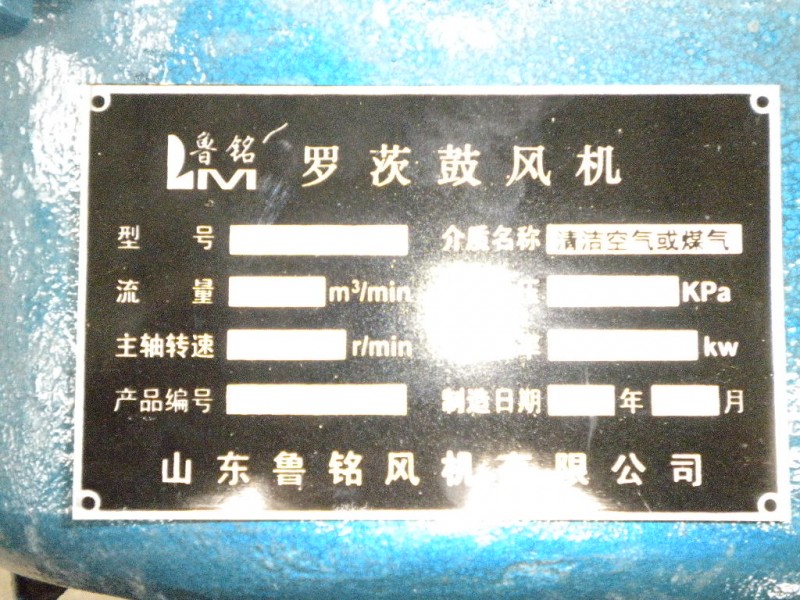 鲁铭
LM 罗茨鼓风机
型号 介质名称 清洁空气或煤气
流量 m³/min KPa
主轴转速 r/min kw
产品编号 制造日期 年 月
山东鲁铭风机有限公司